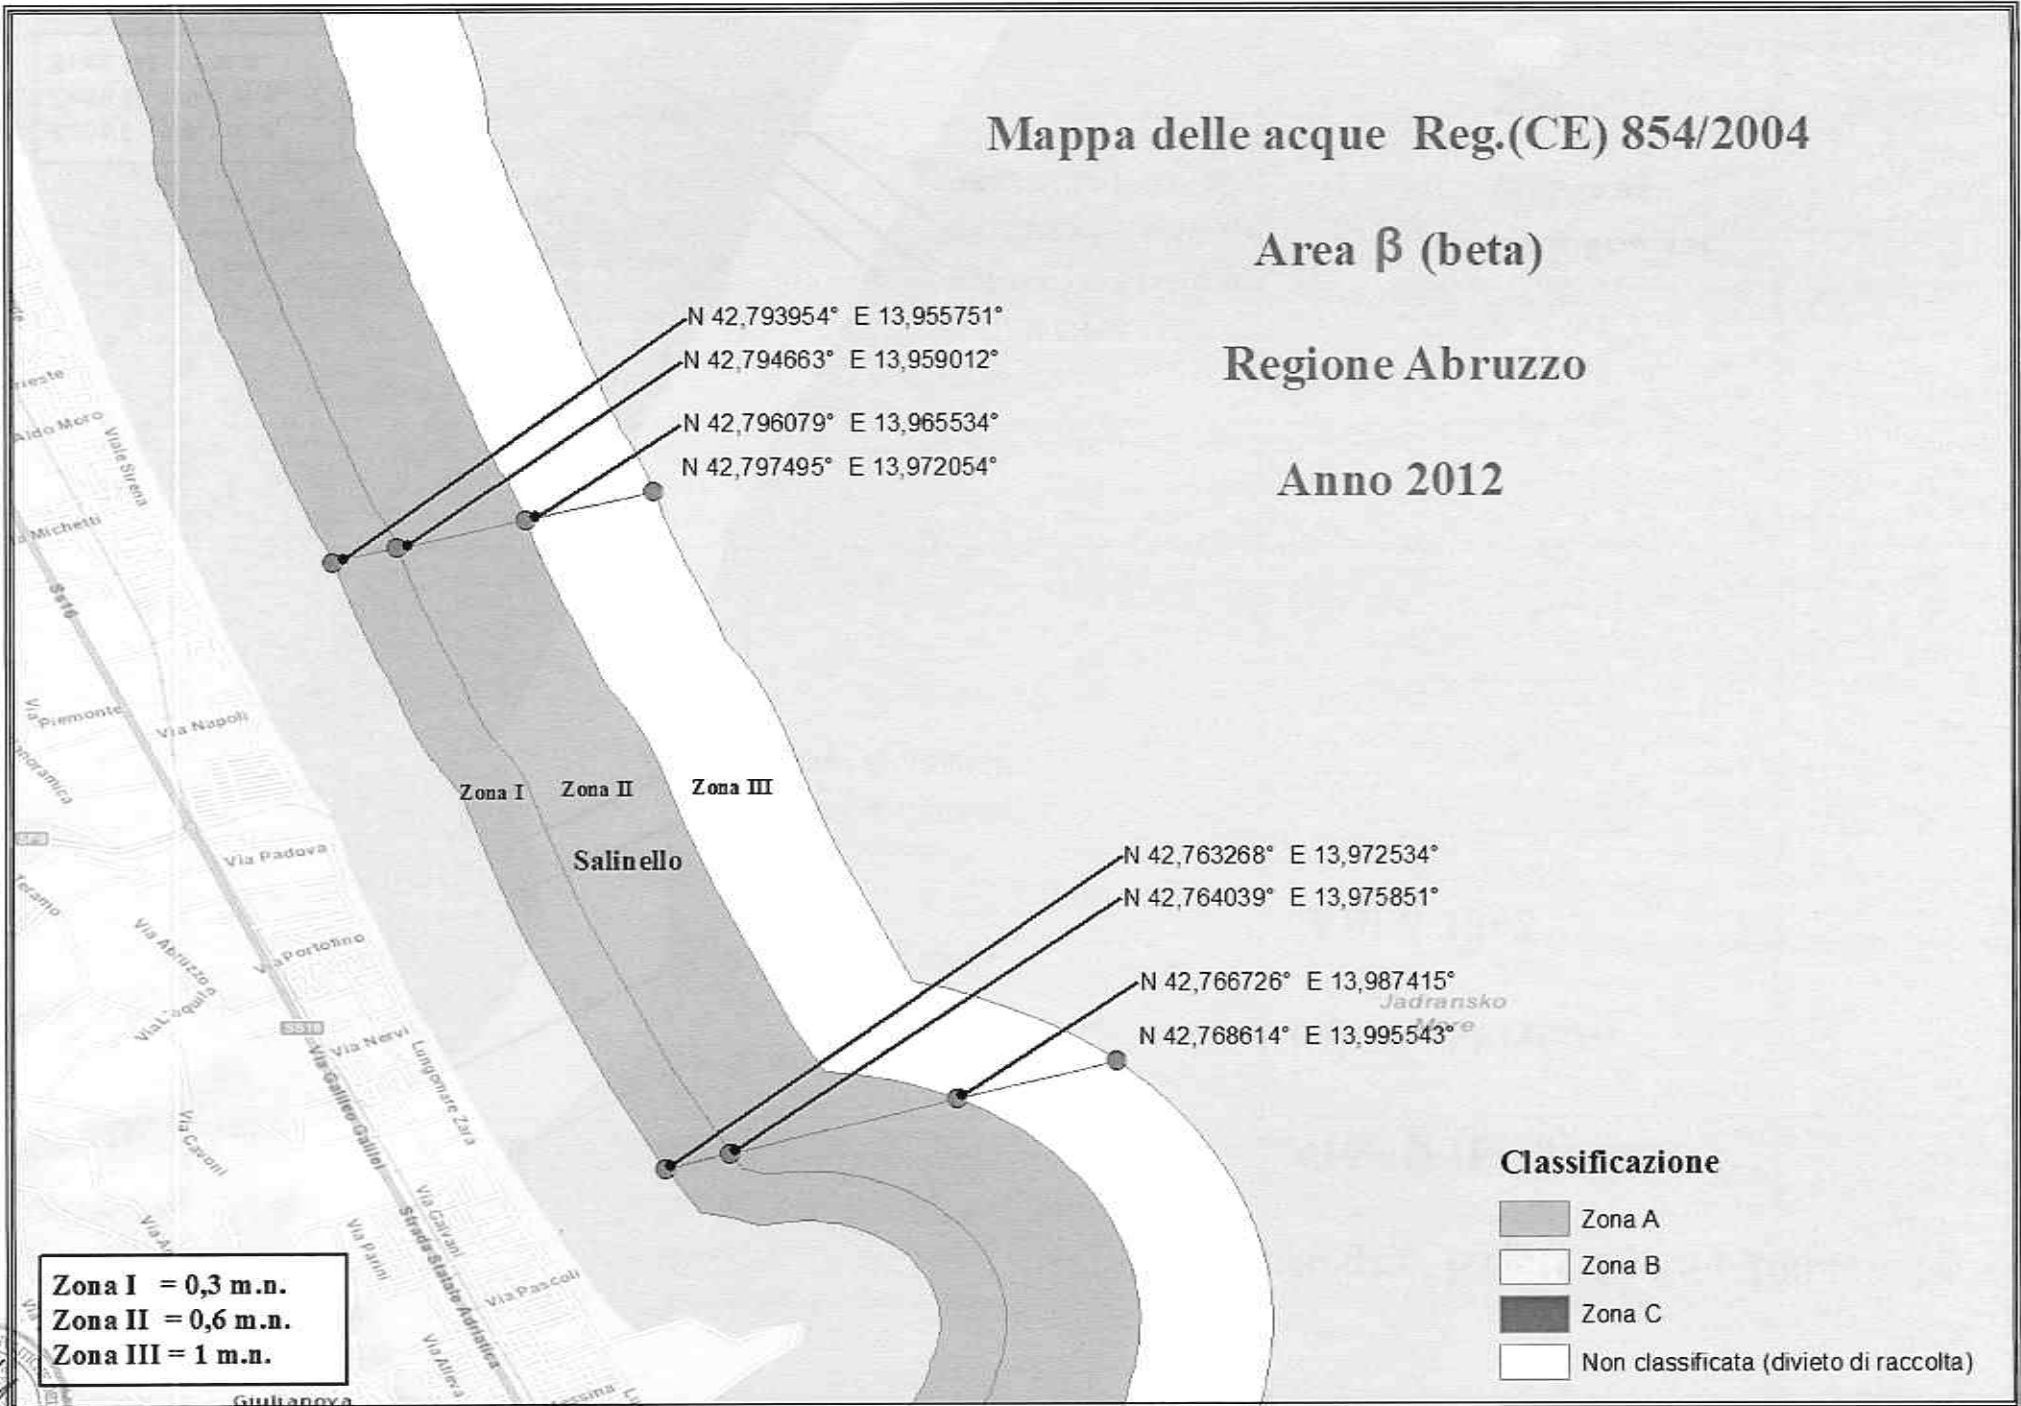 Mappa delle acque Reg.(CE) 854/2004
Area β (beta)
Regione Abruzzo
Anno 2012
N 42,793954° E 13,955751°
N 42,794663° E 13,959012°
N 42,796079° E 13,965534°
N 42,797495° E 13,972054°
Aldo Moro
Viale Sirena
Michetti
Ss16
Via Piemonte
Via Napoli
Zona I
Zona II
Zona III
Salinello
Via Padova
Teramo
Via Abruzzo
Via Portofino
Via L'aquila
SS16
Via Nervi
Lungomare Zara
Via Galileo Galilei
Via Cavoni
N 42,763268° E 13,972534°
N 42,764039° E 13,975851°
N 42,766726° E 13,987415°
Jadransko
More
N 42,768614° E 13,995543°
Via Galvani
Via Parini
Strada Statale Adriatica
Via Pascoli
Via Alleva
Giulianova
Classificazione
Zona A
Zona B
Zona C
Non classificata (divieto di raccolta)
Zona I = 0,3 m.n.
Zona II = 0,6 m.n.
Zona III = 1 m.n.